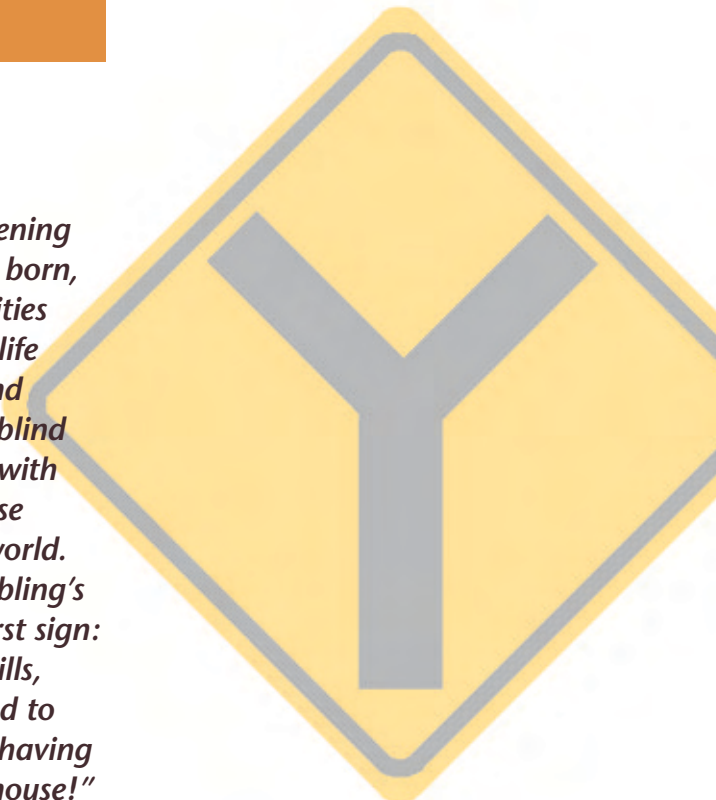 ening
born,
ities
life
nd
blind
with
se
world.
bling's
rst sign:
ills,
d to
having
house!"